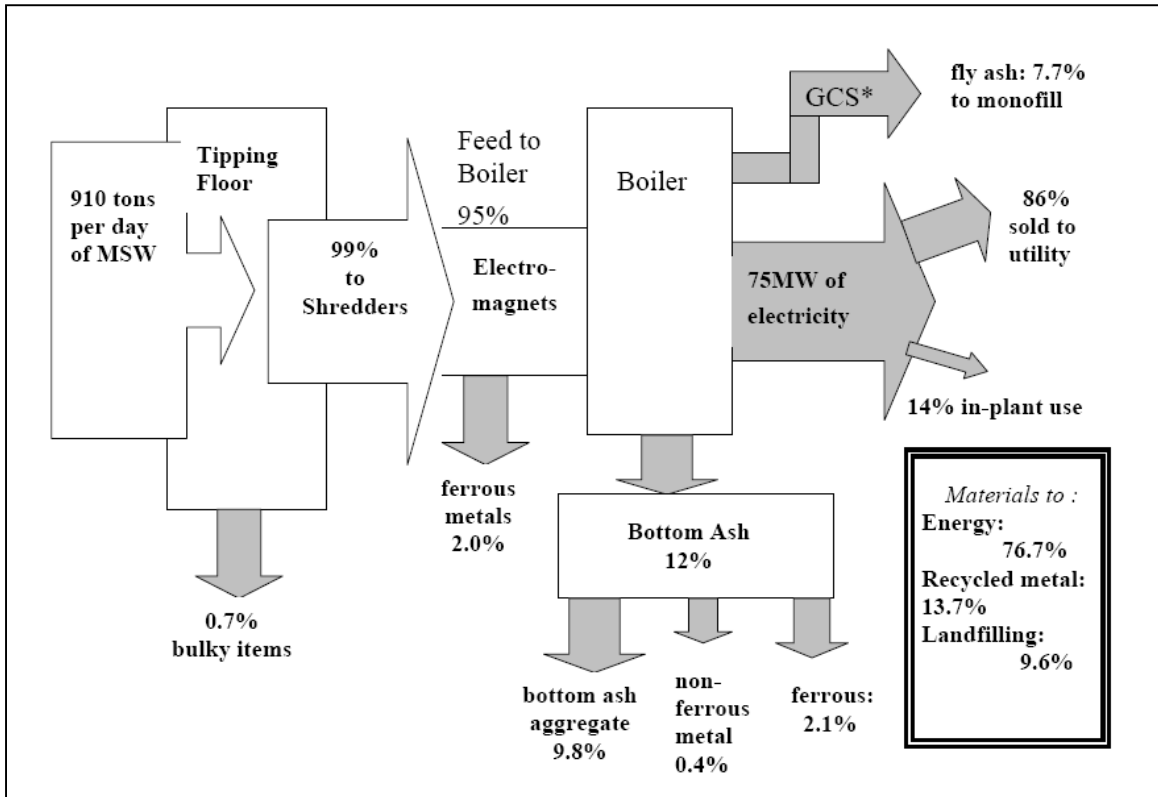 910 tons
per day
of MSW
Tipping
Floor
99%
to
Shredders
Feed to
Boiler
95%
Electro-
magnets
Boiler
GCS*
fly ash: 7.7%
to monofill
75MW of
electricity
86%
sold to
utility
14% in-plant use
ferrous
metals
2.0%
0.7%
bulky items
Bottom Ash
12%
bottom ash
aggregate
9.8%
non-
ferrous
metal
0.4%
ferrous:
2.1%
Materials to :
Energy:
76.7%
Recycled metal:
13.7%
Landfilling:
9.6%